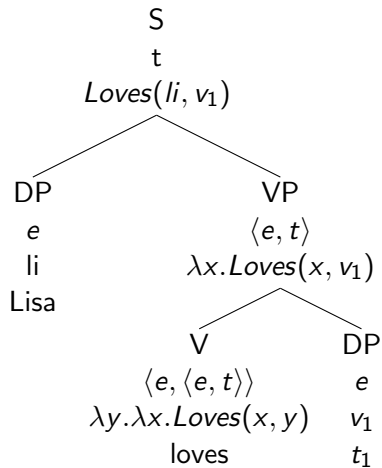 S
t
Loves(li, v₁)
DP VP
e ⟨e, t⟩
li λx.Loves(x, v₁)
Lisa
V DP
⟨e, ⟨e, t⟩⟩ e
λy.λx.Loves(x, y) v₁
loves t₁